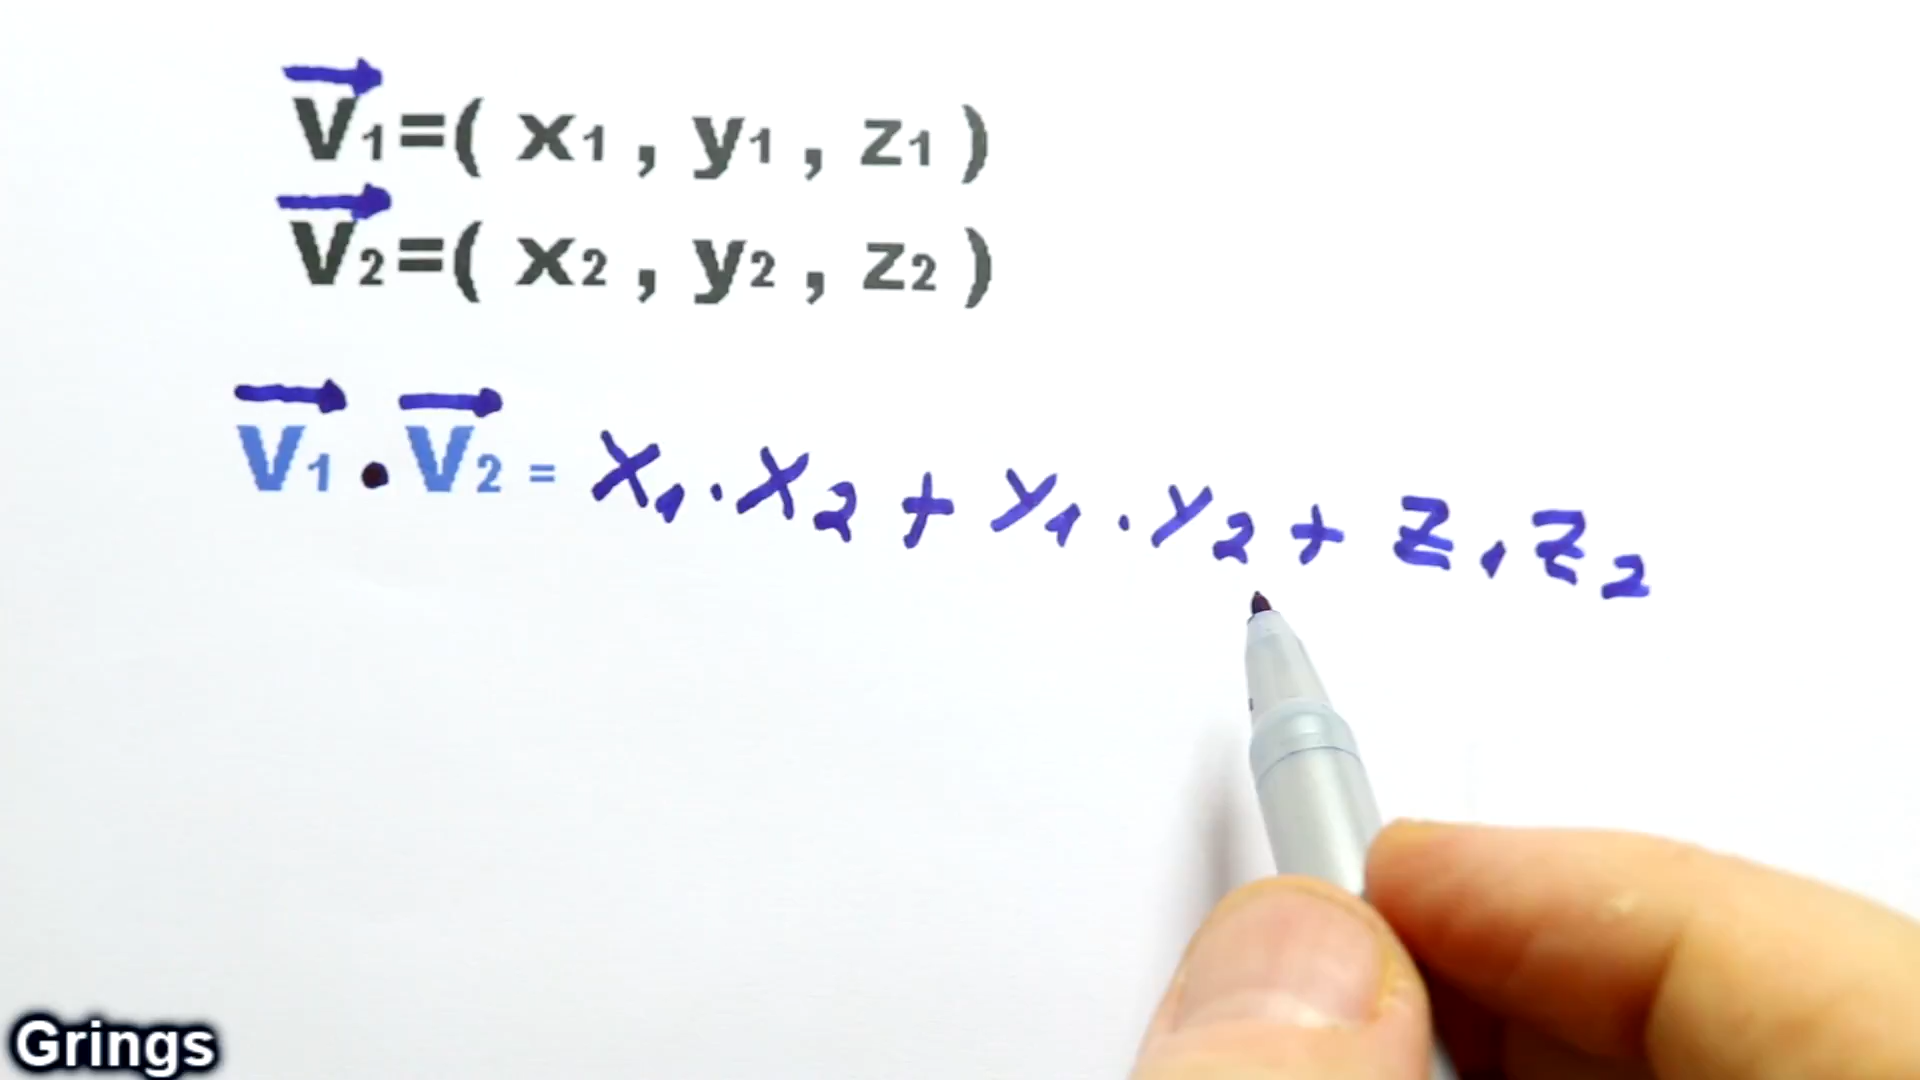 V1=( x1 , y1 , z1 )
V2=( x2 , y2 , z2 )
V1 . V2 = x1 . x2 + y1 . y2 + z1 z2
Grings